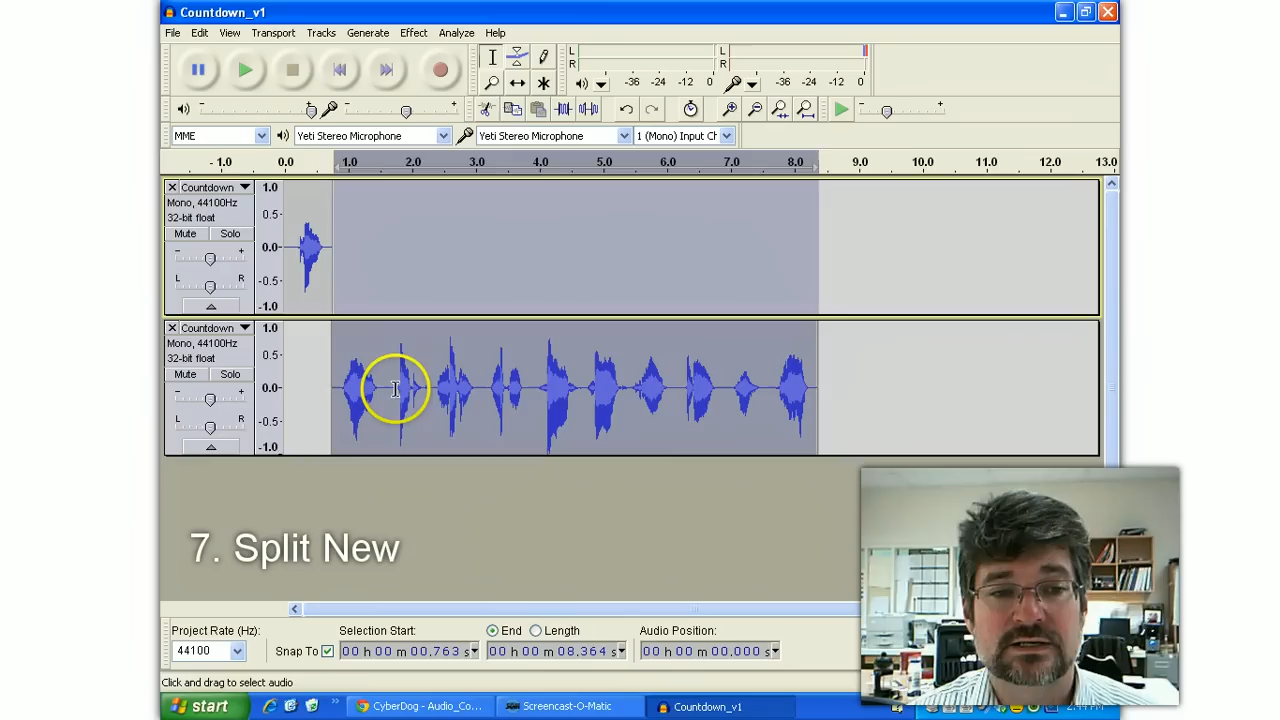 Countdown_v1
File Edit View Transport Tracks Generate Effect Analyze Help
L
R
-36 -24 -12 0
L
R
-36 -24 -12 0
MME
Yeti Stereo Microphone
Yeti Stereo Microphone
1 (Mono) Input Ch
- 1.0 0.0 1.0 2.0 3.0 4.0 5.0 6.0 7.0 8.0 9.0 10.0 11.0 12.0 13.0
Countdown
Mono, 44100Hz
32-bit float
Mute Solo
- +
L R
1.0
0.5-
0.0-
-0.5-
-1.0
Countdown
Mono, 44100Hz
32-bit float
Mute Solo
- +
L R
1.0
0.5-
0.0-
-0.5-
-1.0
7. Split New
Project Rate (Hz):
44100
Snap To
Selection Start:
00 h 00 m 00.763 s
End Length
00 h 00 m 08.364 s
Audio Position:
00 h 00 m 00.000 s
Click and drag to select audio
start
CyberDog - Audio_Co...
Screencast-O-Matic
Countdown_v1